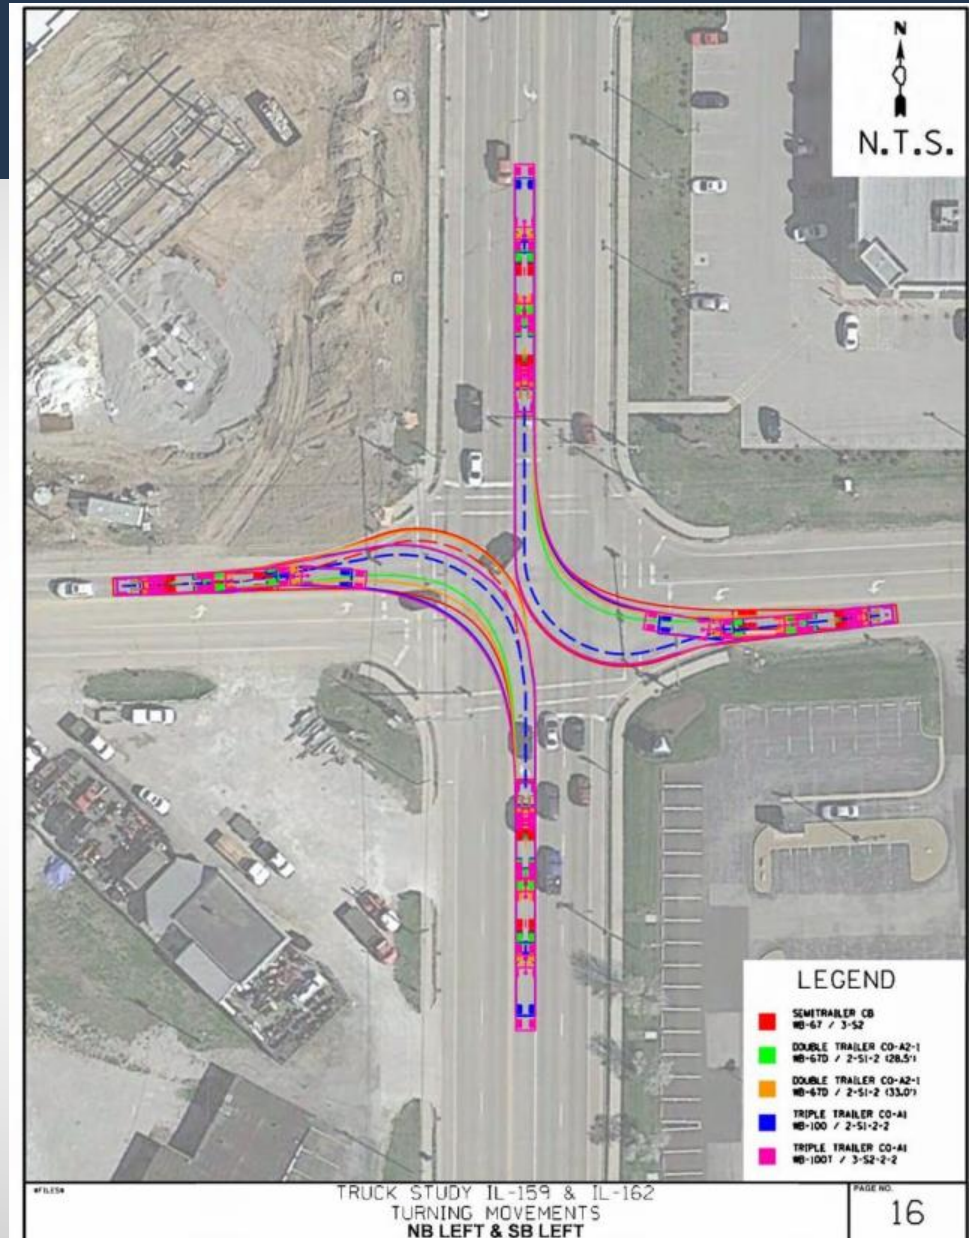 N
N.T.S.
LEGEND
SEMITRAILER CB
WB-67 / 3-S2
DOUBLE TRAILER CO-A2-1
WB-67D / 2-S1-2 (28.5')
DOUBLE TRAILER CO-A2-1
WB-67D / 2-S1-2 (33.0')
TRIPLE TRAILER CO-A1
WB-100 / 2-S1-2-2
TRIPLE TRAILER CO-A1
WB-100T / 3-S2-2-2
TRUCK STUDY IL-159 & IL-162
TURNING MOVEMENTS
NB LEFT & SB LEFT
PAGE NO.
16